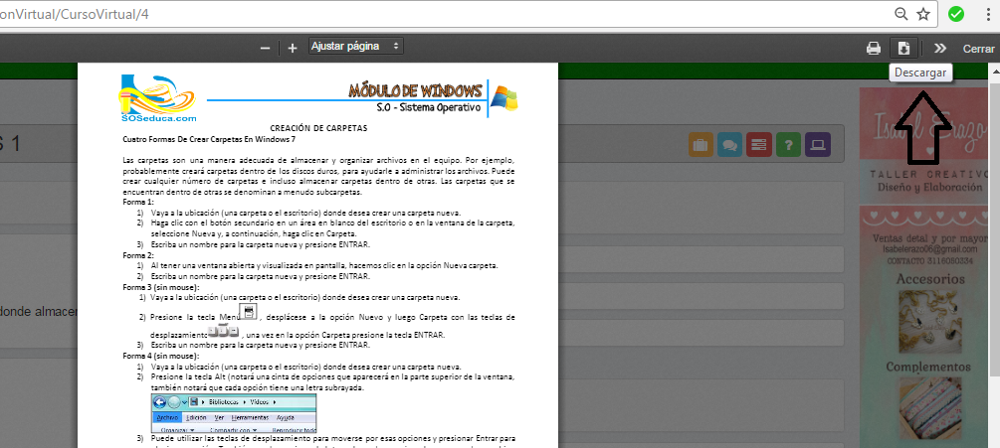 onVirtual/CursoVirtual/4
Ajustar página
Cerrar
Descargar
SOSeduca.com
MÓDULO DE WINDOWS
S.O - Sistema Operativo
CREACIÓN DE CARPETAS
Cuatro Formas De Crear Carpetas En Windows 7
Las carpetas son una manera adecuada de almacenar y organizar archivos en el equipo. Por ejemplo,
probablemente creará carpetas dentro de los discos duros, para ayudarle a administrar los archivos. Puede
crear cualquier número de carpetas e incluso almacenar carpetas dentro de otras. Las carpetas que se
encuentran dentro de otras se denominan a menudo subcarpetas.
Forma 1:
1) Vaya a la ubicación (una carpeta o el escritorio) donde desea crear una carpeta nueva.
2) Haga clic con el botón secundario en un área en blanco del escritorio o en la ventana de la carpeta,
seleccione Nueva y, a continuación, haga clic en Carpeta.
3) Escriba un nombre para la carpeta nueva y presione ENTRAR.
Forma 2:
1) Al tener una ventana abierta y visualizada en pantalla, hacemos clic en la opción Nueva carpeta.
2) Escriba un nombre para la carpeta nueva y presione ENTRAR.
Forma 3 (sin mouse):
1) Vaya a la ubicación (una carpeta o el escritorio) donde desea crear una carpeta nueva.
2) Presione la tecla Menú , desplácese a la opción Nuevo y luego Carpeta con las teclas de
desplazamiento , una vez en la opción Carpeta presione la tecla ENTRAR.
3) Escriba un nombre para la carpeta nueva y presione ENTRAR.
Forma 4 (sin mouse):
1) Vaya a la ubicación (una carpeta o el escritorio) donde desea crear una carpeta nueva.
2) Presione la tecla Alt (notará una cinta de opciones que aparecerá en la parte superior de la ventana,
también notará que cada opción tiene una letra subrayada.
Bibliotecas Vídeos
Archivo Edición Ver Herramientas Ayuda
Organizar Compartir con Reproducir todo
3) Puede utilizar las teclas de desplazamiento para moverse por esas opciones y presionar Entrar para
S 1
donde almacen
Isabel Erazo
TALLER CREATIVO
Diseño y Elaboración
Ventas detal y por mayor
Isabelerazo06@gmail.com
CONTACTO 3116080334
Accesorios
Complementos